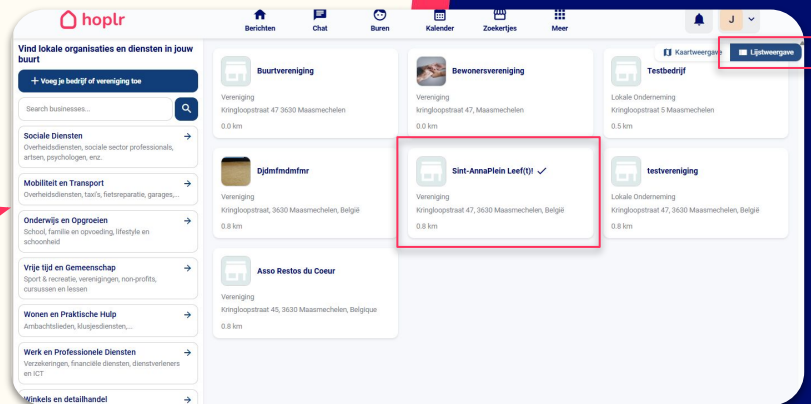 hoplr
Berichten
Chat
Buren
Kalender
Zoekertjes
Meer
J
Vind lokale organisaties en diensten in jouw
buurt
+ Voeg je bedrijf of vereniging toe
Search businesses...
Sociale Diensten
Overheidsdiensten, sociale sector professionals,
artsen, psychologen, enz.
Mobiliteit en Transport
Overheidsdiensten, taxi's, fietsreparatie, garages,...
Onderwijs en Opgroeien
School, familie en opvoeding, lifestyle en
schoonheid
Vrije tijd en Gemeenschap
Sport & recreatie, verenigingen, non-profits,
cursussen en lessen
Wonen en Praktische Hulp
Ambachtslieden, klusjesdiensten,...
Werk en Professionele Diensten
Verzekeringen, financiële diensten, dienstverleners
en ICT
Winkels en detailhandel
Kaartweergave
Lijstweergave
Buurtvereniging
Vereniging
Kringloopstraat 47 3630 Maasmechelen
0.0 km
Bewonersvereniging
Vereniging
kringloopstraat 47, Maasmechelen
0.0 km
Testbedrijf
Lokale Onderneming
Kringloopstraat 5 Maasmechelen
0.5 km
Djdmfmdmfmr
Vereniging
Kringloopstraat, 3630 Maasmechelen, België
0.8 km
Sint-AnnaPlein Leef(t)!
Vereniging
Kringloopstraat 47, 3630 Maasmechelen, België
0.8 km
testvereniging
Lokale Onderneming
Kringloopstraat 47, 3630 Maasmechelen, België
0.8 km
Asso Restos du Coeur
Vereniging
Kringloopstraat 45, 3630 Maasmechelen, Belgique
0.8 km